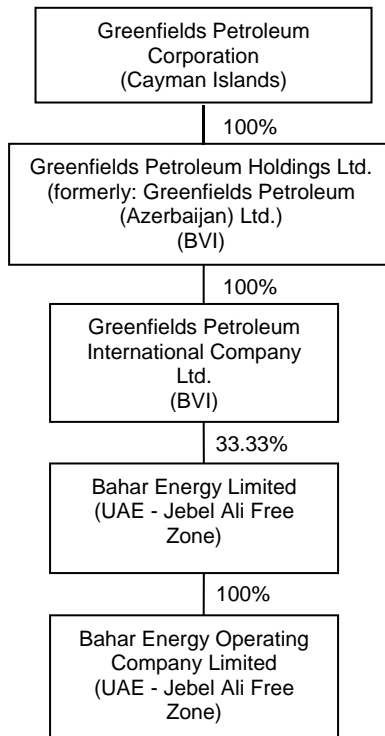 Greenfields Petroleum
Corporation
(Cayman Islands)
100%
Greenfields Petroleum Holdings Ltd.
(formerly: Greenfields Petroleum
(Azerbaijan) Ltd.)
(BVI)
100%
Greenfields Petroleum
International Company
Ltd.
(BVI)
33.33%
Bahar Energy Limited
(UAE - Jebel Ali Free
Zone)
100%
Bahar Energy Operating
Company Limited
(UAE - Jebel Ali Free
Zone)